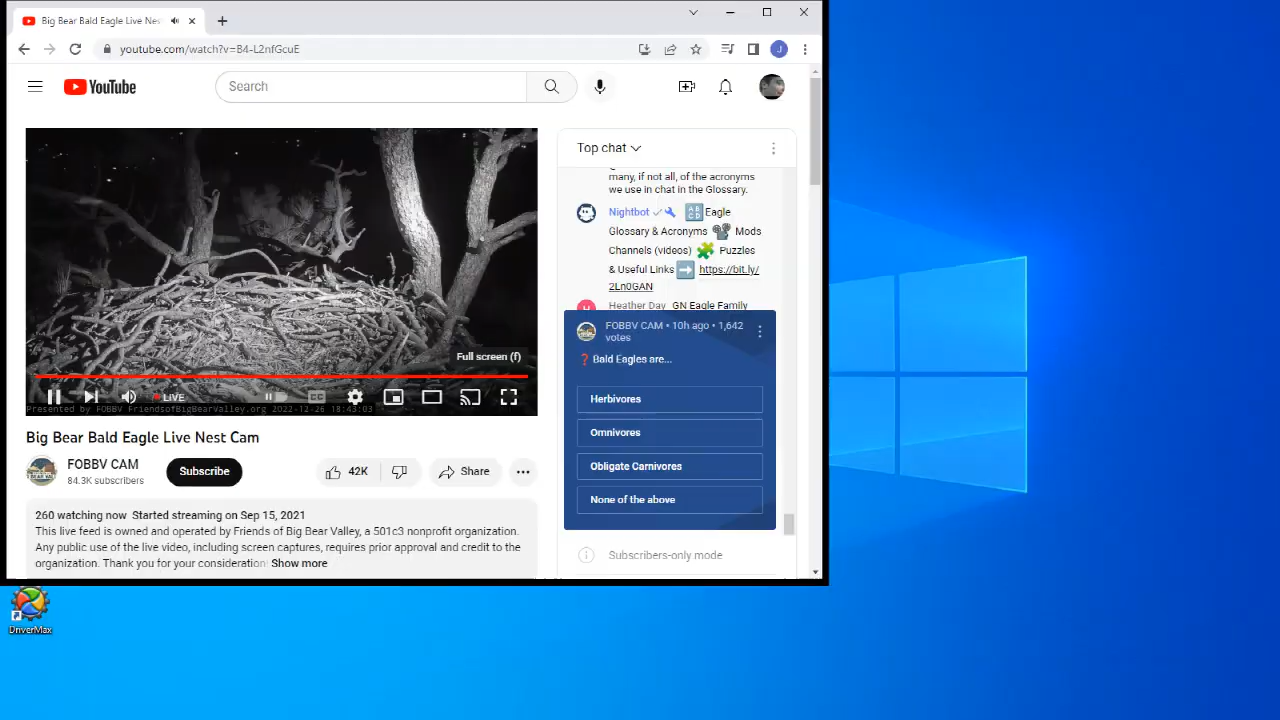 Big Bear Bald Eagle Live Nes
youtube.com/watch?v=B4-L2nfGcuE
J
YouTube
Search
Full screen (f)
LIVE
CC
Presented by FOBBV FriendsofBigBearValley.org 2022-12-26 18:43:03
Big Bear Bald Eagle Live Nest Cam
FOBBV CAM
84.3K subscribers
Subscribe
42K
Share
260 watching now Started streaming on Sep 15, 2021
This live feed is owned and operated by Friends of Big Bear Valley, a 501c3 nonprofit organization.
Any public use of the live video, including screen captures, requires prior approval and credit to the
organization. Thank you for your consideration! Show more
Top chat
many, if not all, of the acronyms
we use in chat in the Glossary.
Nightbot 🔠 Eagle
Glossary & Acronyms 📽 Mods
Channels (videos) 🧩 Puzzles
& Useful Links ➡ https://bit.ly/
2Ln0GAN
Heather Day GN Eagle Family
FOBBV CAM • 10h ago • 1,642
votes
❓ Bald Eagles are...
Herbivores
Omnivores
Obligate Carnivores
None of the above
Subscribers-only mode
DriverMax